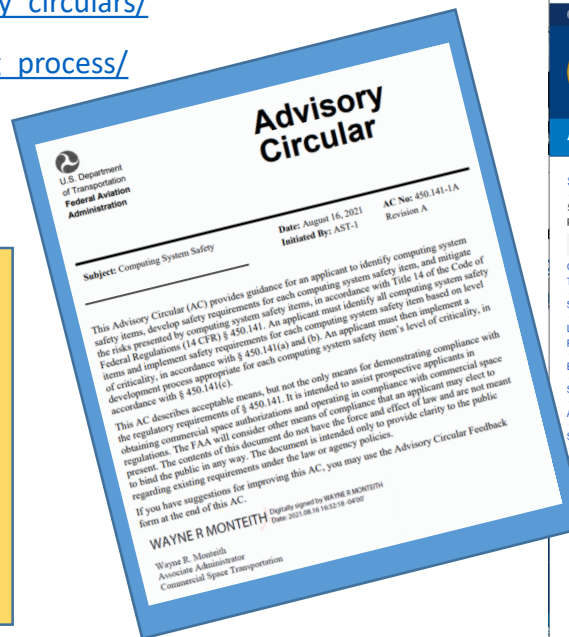 y_circulars/
process/
Advisory
Circular
U.S. Department
of Transportation
Federal Aviation
Administration
Subject: Computing System Safety
Date: August 16, 2021
Initiated By: AST-1
AC No: 450.141-1A
Revision A
This Advisory Circular (AC) provides guidance for an applicant to identify computing system
safety items, develop safety requirements for each computing system safety item, and mitigate
the risks presented by computing system safety items, in accordance with Title 14 of the Code of
Federal Regulations (14 CFR) § 450.141. An applicant must identify all computing system safety
items and implement safety requirements for each computing system safety item based on level
of criticality, in accordance with § 450.141(a) and (b). An applicant must then implement a
development process appropriate for each computing system safety item's level of criticality, in
accordance with § 450.141(c).
This AC describes acceptable means, but not the only means for demonstrating compliance with
the regulatory requirements of § 450.141. It is intended to assist prospective applicants in
obtaining commercial space authorizations and operating in compliance with commercial space
regulations. The FAA will consider other means of compliance that an applicant may elect to
present. The contents of this document do not have the force and effect of law and are not meant
to bind the public in any way. The document is intended only to provide clarity to the public
regarding existing requirements under the law or agency policies.
If you have suggestions for improving this AC, you may use the Advisory Circular Feedback
form at the end of this AC.
WAYNE R MONTEITH
Digitally signed by WAYNE R MONTEITH
Date: 2021.08.16 16:32:18 -04'00'
Wayne R. Monteith
Associate Administrator
Commercial Space Transportation